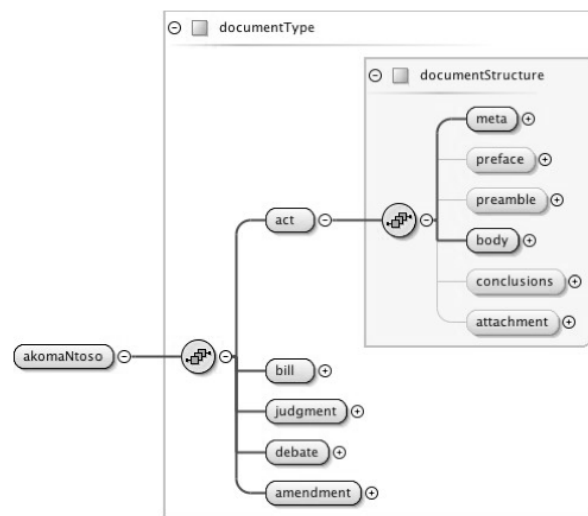 documentType
documentStructure
meta
preface
preamble
act
body
conclusions
attachment
akomaNtoso
bill
judgment
debate
amendment